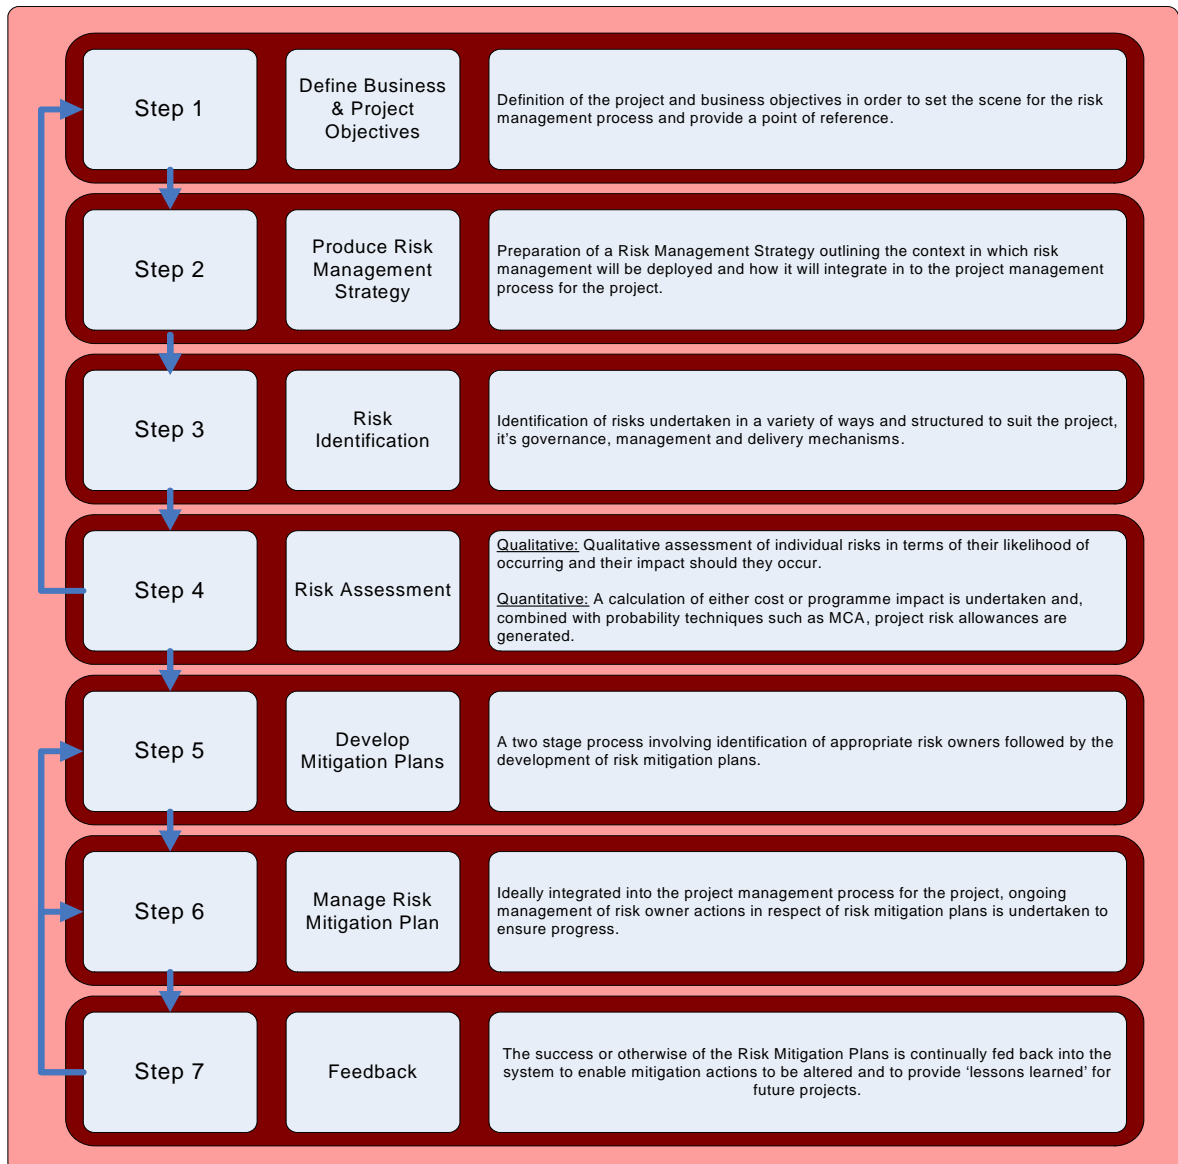 Step 1
Define Business
& Project
Objectives
Definition of the project and business objectives in order to set the scene for the risk
management process and provide a point of reference.
Step 2
Produce Risk
Management
Strategy
Preparation of a Risk Management Strategy outlining the context in which risk
management will be deployed and how it will integrate in to the project management
process for the project.
Step 3
Risk
Identification
Identification of risks undertaken in a variety of ways and structured to suit the project,
it's governance, management and delivery mechanisms.
Step 4
Risk Assessment
Qualitative: Qualitative assessment of individual risks in terms of their likelihood of
occurring and their impact should they occur.
Quantitative: A calculation of either cost or programme impact is undertaken and,
combined with probability techniques such as MCA, project risk allowances are
generated.
Step 5
Develop
Mitigation Plans
A two stage process involving identification of appropriate risk owners followed by the
development of risk mitigation plans.
Step 6
Manage Risk
Mitigation Plan
Ideally integrated into the project management process for the project, ongoing
management of risk owner actions in respect of risk mitigation plans is undertaken to
ensure progress.
Step 7
Feedback
The success or otherwise of the Risk Mitigation Plans is continually fed back into the
system to enable mitigation actions to be altered and to provide ‘lessons learned’ for
future projects.